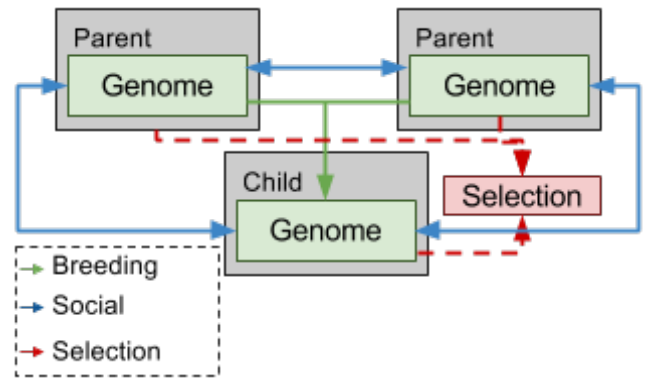 Parent
Genome
Parent
Genome
Child
Genome
Selection
Breeding
Social
Selection